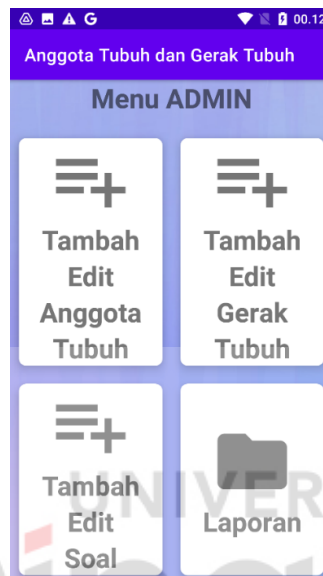 G 00.12
Anggota Tubuh dan Gerak Tubuh
Menu ADMIN
Tambah
Edit
Anggota
Tubuh
Tambah
Edit
Gerak
Tubuh
Tambah
Edit
Soal
Laporan
UNIVER